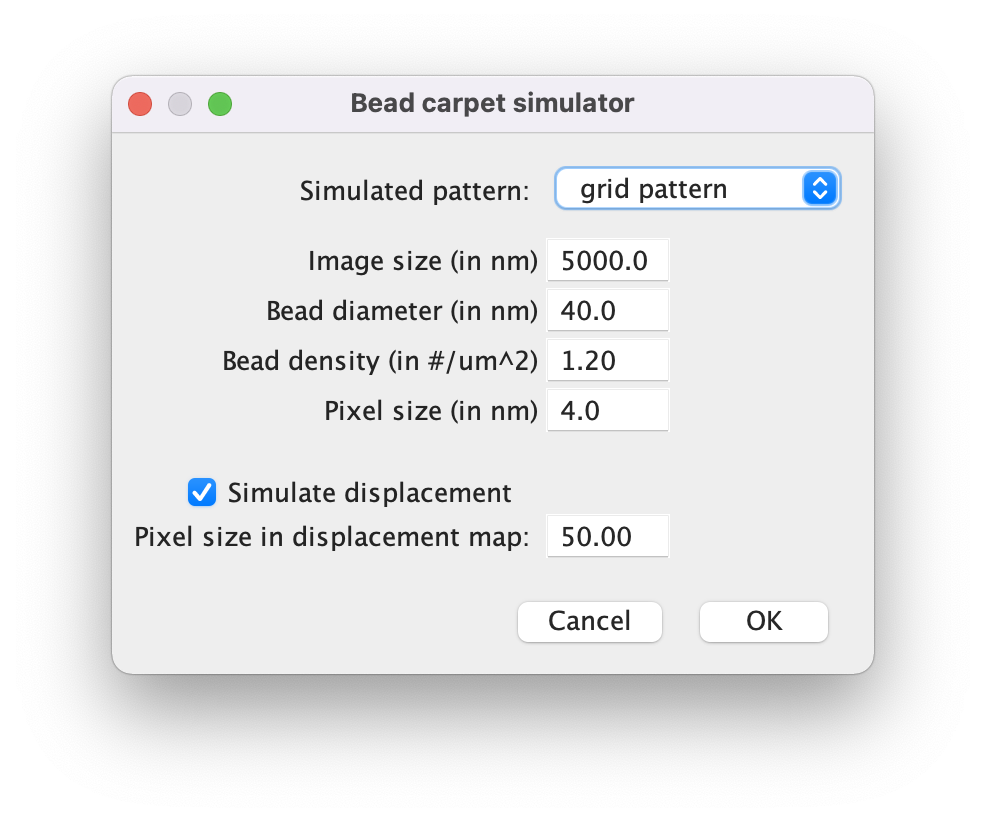 Bead carpet simulator
Simulated pattern: grid pattern
Image size (in nm) 5000.0
Bead diameter (in nm) 40.0
Bead density (in #/um^2) 1.20
Pixel size (in nm) 4.0
Simulate displacement
Pixel size in displacement map: 50.00
Cancel OK